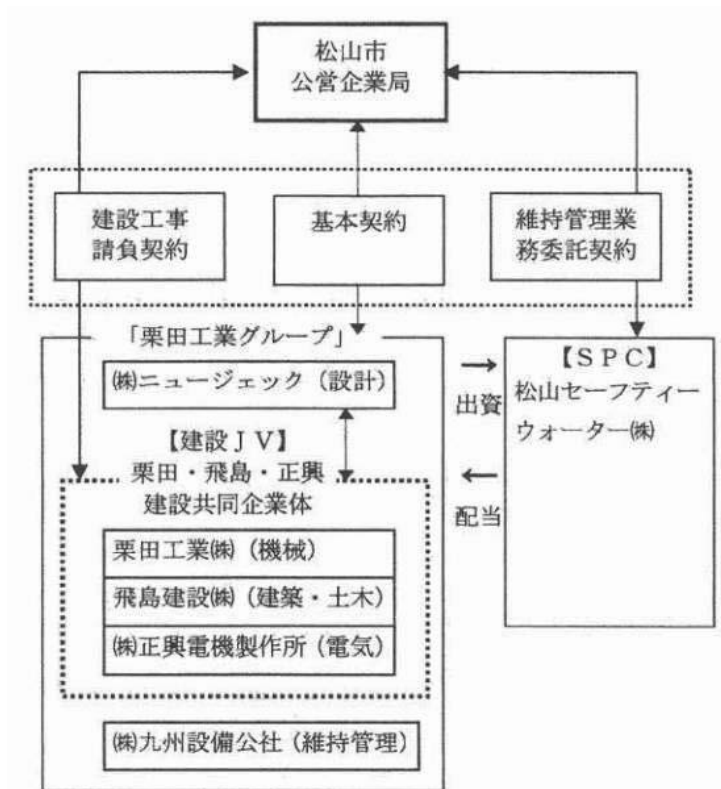 松山市
公営企業局
建設工事
請負契約
基本契約
維持管理業
務委託契約
「栗田工業グループ」
㈱ニュージェック（設計）
【建設ＪＶ】
栗田・飛島・正興
建設共同企業体
栗田工業㈱（機械）
飛島建設㈱（建築・土木）
㈱正興電機製作所（電気）
㈱九州設備公社（維持管理）
→
出資
←
配当
【ＳＰＣ】
松山セーフティー
ウォーター㈱